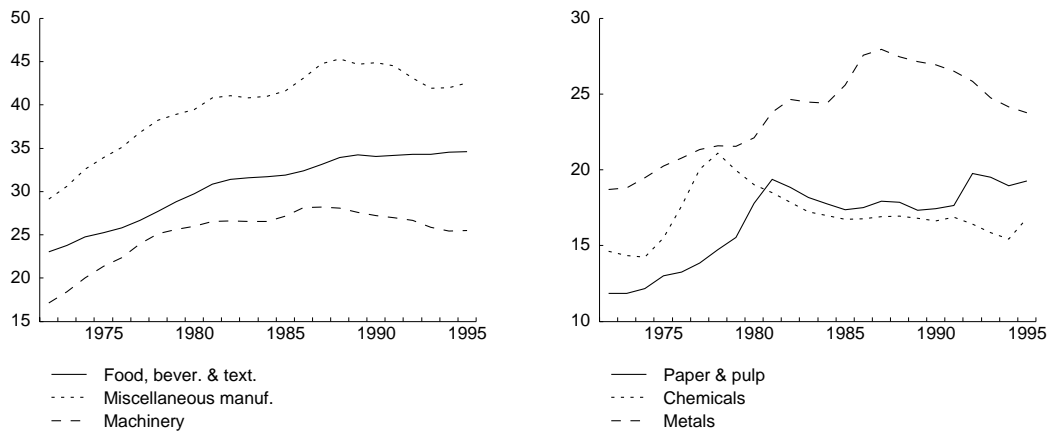 50
45
40
35
30
25
20
15
1975 1980 1985 1990 1995
Food, bever. & text.
Miscellaneous manuf.
Machinery
30
25
20
15
10
1975 1980 1985 1990 1995
Paper & pulp
Chemicals
Metals